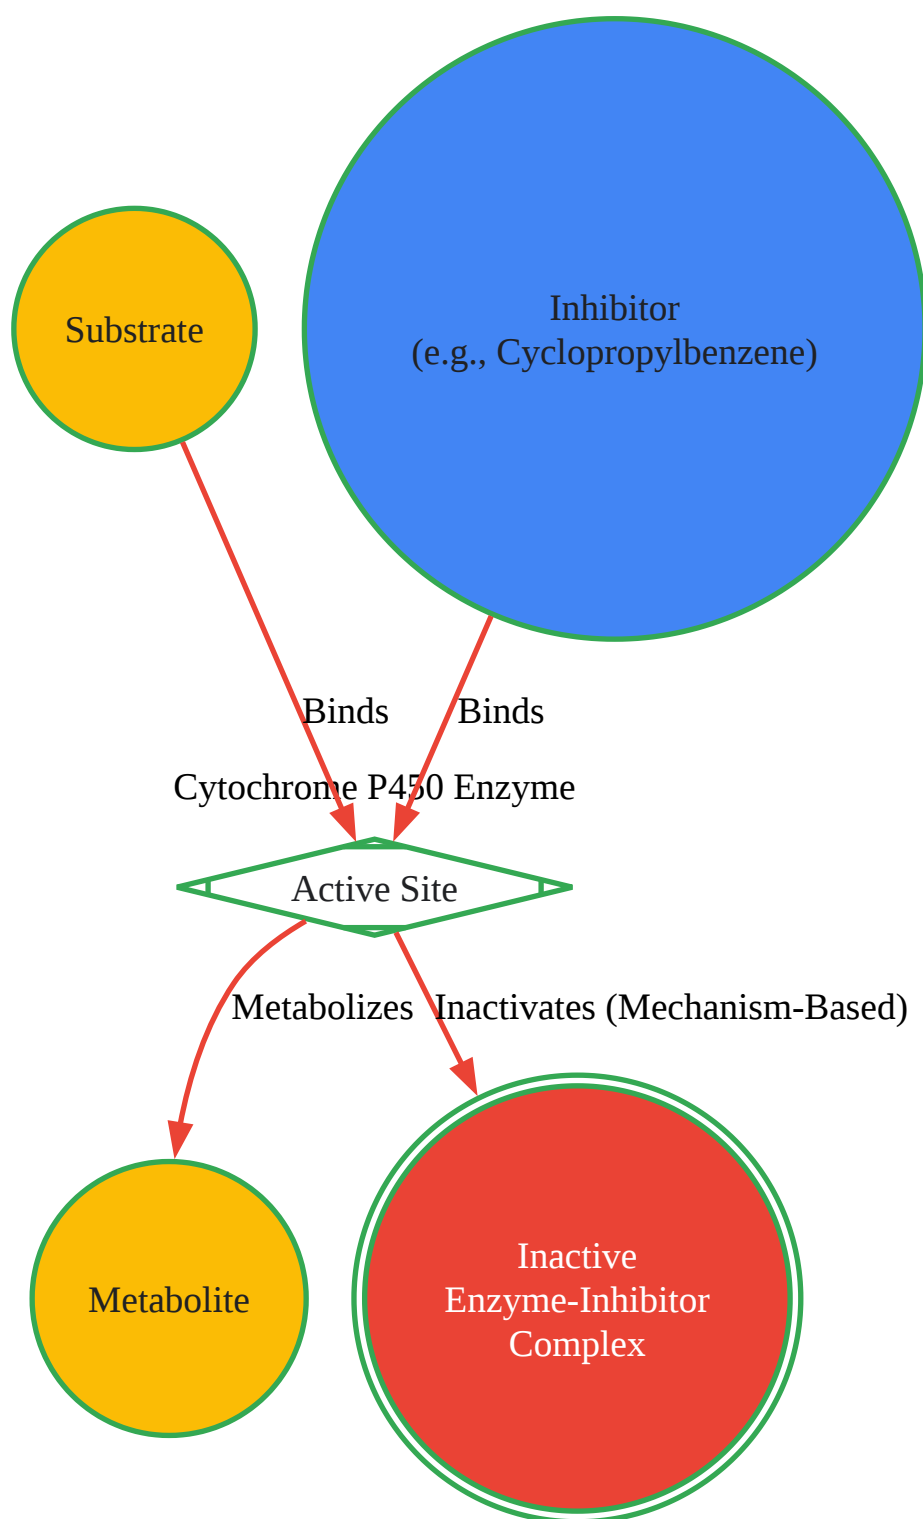 Substrate
Inhibitor
(e.g., Cyclopropylbenzene)
Binds
Binds
Cytochrome P450 Enzyme
Active Site
Metabolizes
Inactivates (Mechanism-Based)
Metabolite
Inactive
Enzyme-Inhibitor
Complex